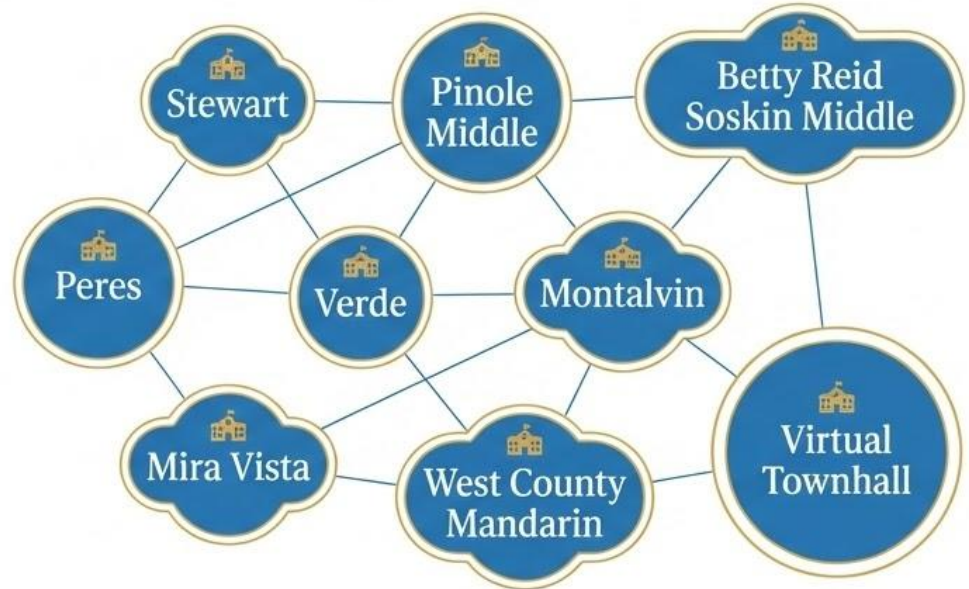 Stewart
Pinole
Middle
Betty Reid
Soskin Middle
Peres
Verde
Montalvin
Mira Vista
West County
Mandarin
Virtual
Townhall